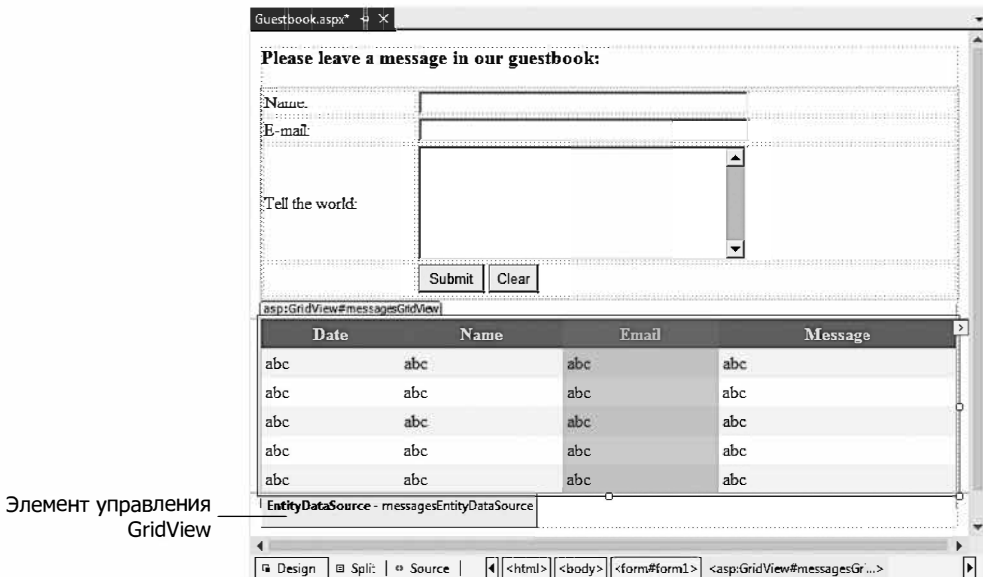 Guestbook.aspx*
Please leave a message in our guestbook:
Name:
E-mail:
Tell the world:
Submit Clear
asp:GridView#messagesGridView
Date Name Email Message
abc abc abc abc
abc abc abc abc
abc abc abc abc
abc abc abc abc
abc abc abc abc
EntityDataSource - messagesEntityDataSource
Элемент управления
GridView
Design Split Source <html> <body> <form#form1> <asp:GridView#messagesGr...>